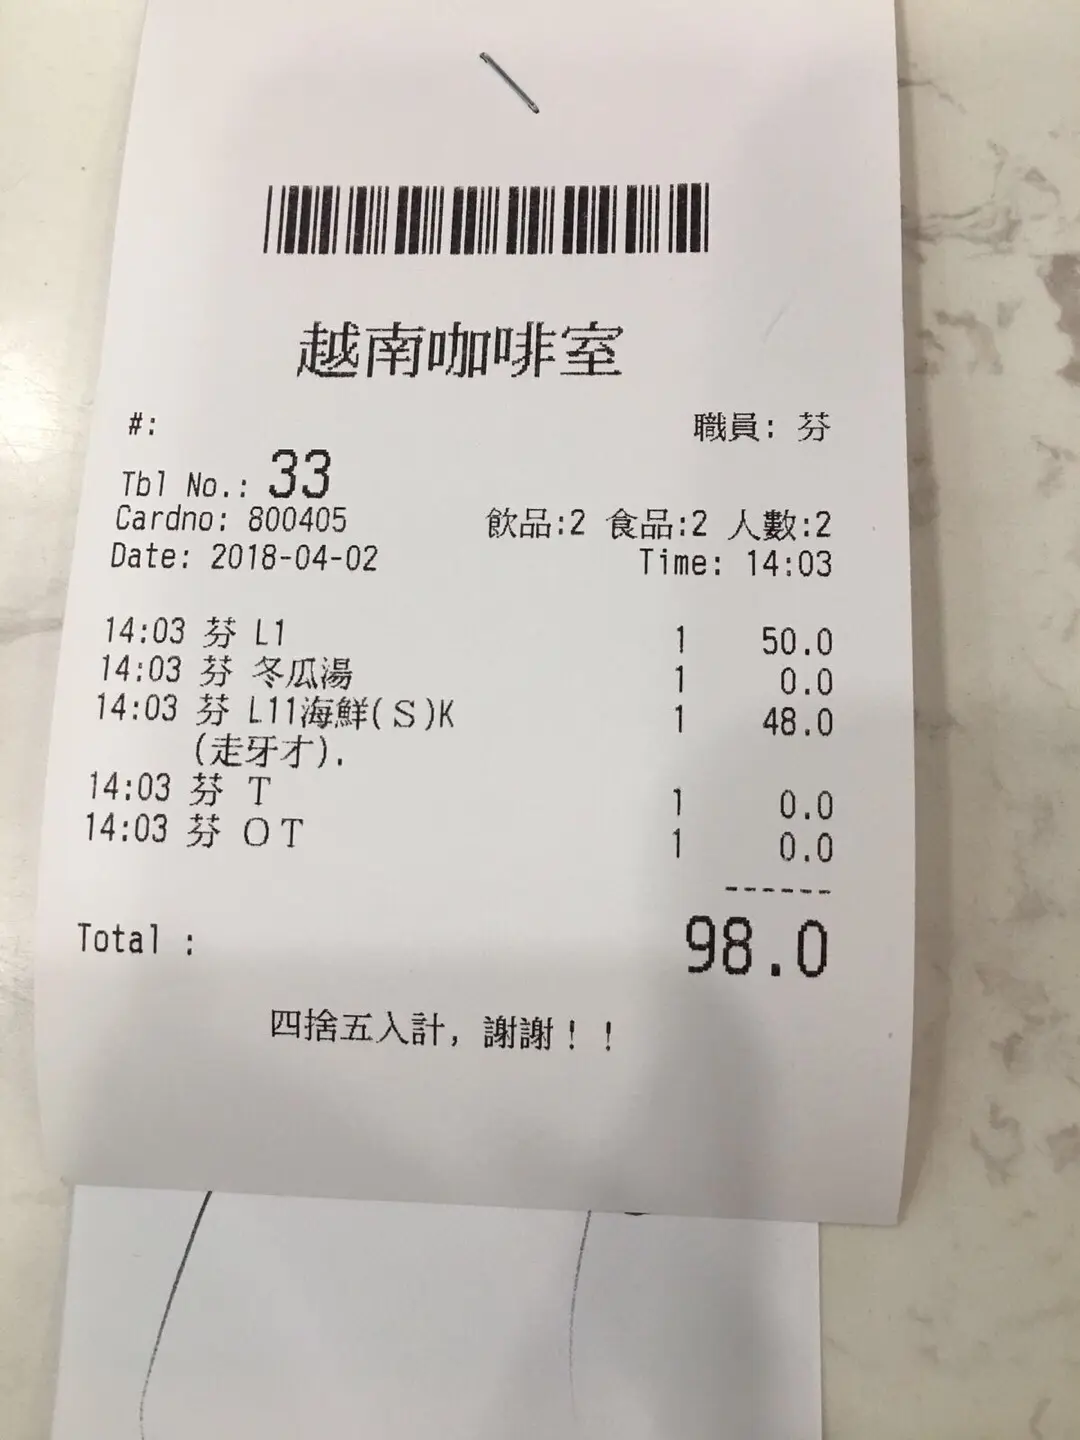 越南咖啡室
#: 職員: 芬
Tbl No.: 33
Cardno: 800405 飲品:2 食品:2 人數:2
Date: 2018-04-02 Time: 14:03
14:03 芬 L1 1 50.0
14:03 芬 冬瓜湯 1 0.0
14:03 芬 L11海鮮(S)K 1 48.0
(走牙才).
14:03 芬 T 1 0.0
14:03 芬 OT 1 0.0
------
Total : 98.0
四捨五入計, 謝謝!!